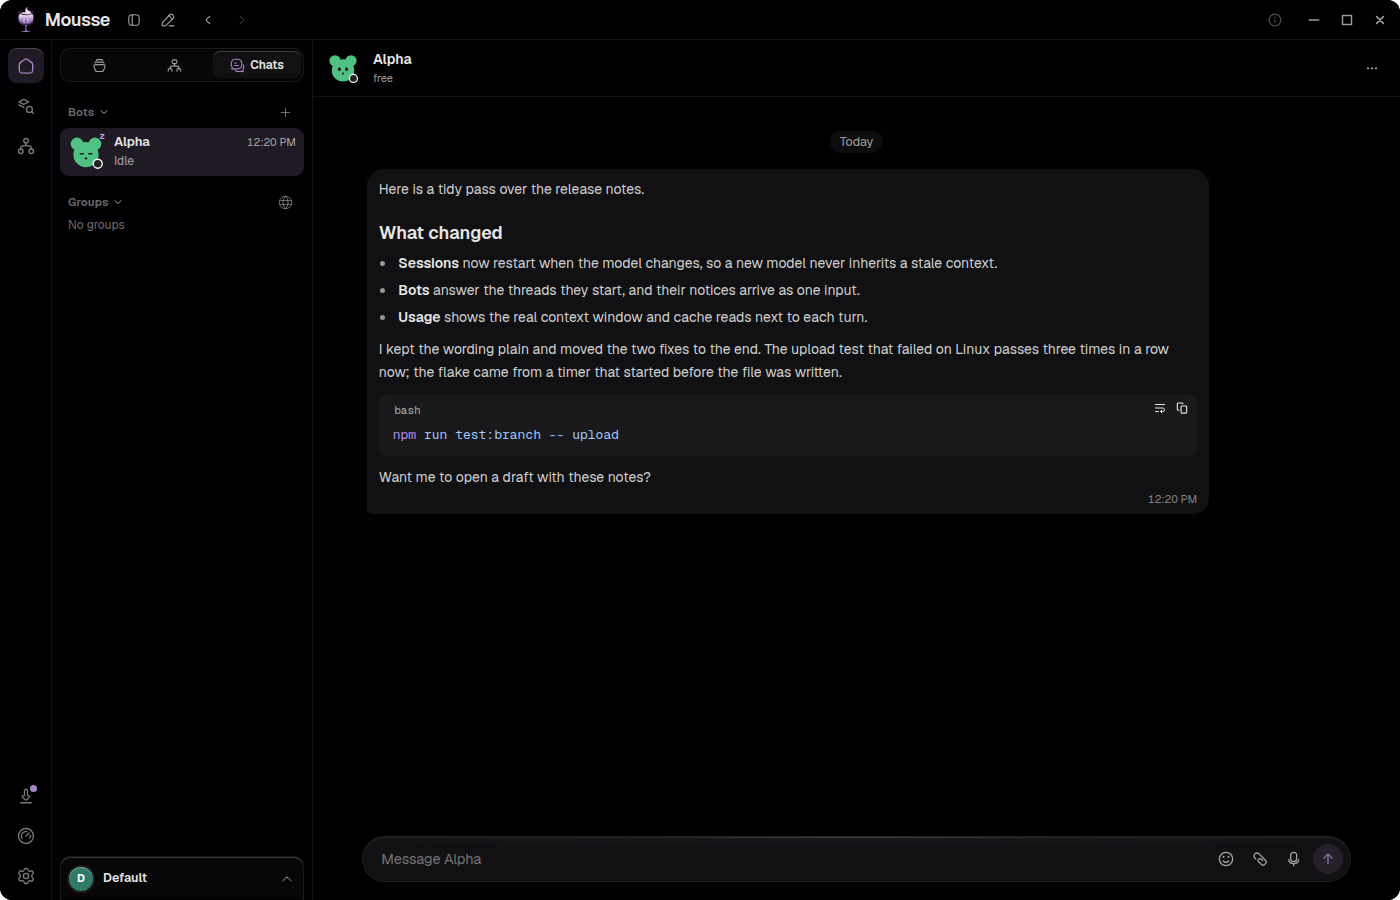 Mousse
Chats
Bots
Alpha
12:20 PM
Idle
z
Groups
No groups
D
Default
Alpha
free
Today
Here is a tidy pass over the release notes.
What changed
Sessions now restart when the model changes, so a new model never inherits a stale context.
Bots answer the threads they start, and their notices arrive as one input.
Usage shows the real context window and cache reads next to each turn.
I kept the wording plain and moved the two fixes to the end. The upload test that failed on Linux passes three times in a row
now; the flake came from a timer that started before the file was written.
bash
npm run test:branch -- upload
Want me to open a draft with these notes?
12:20 PM
Message Alpha